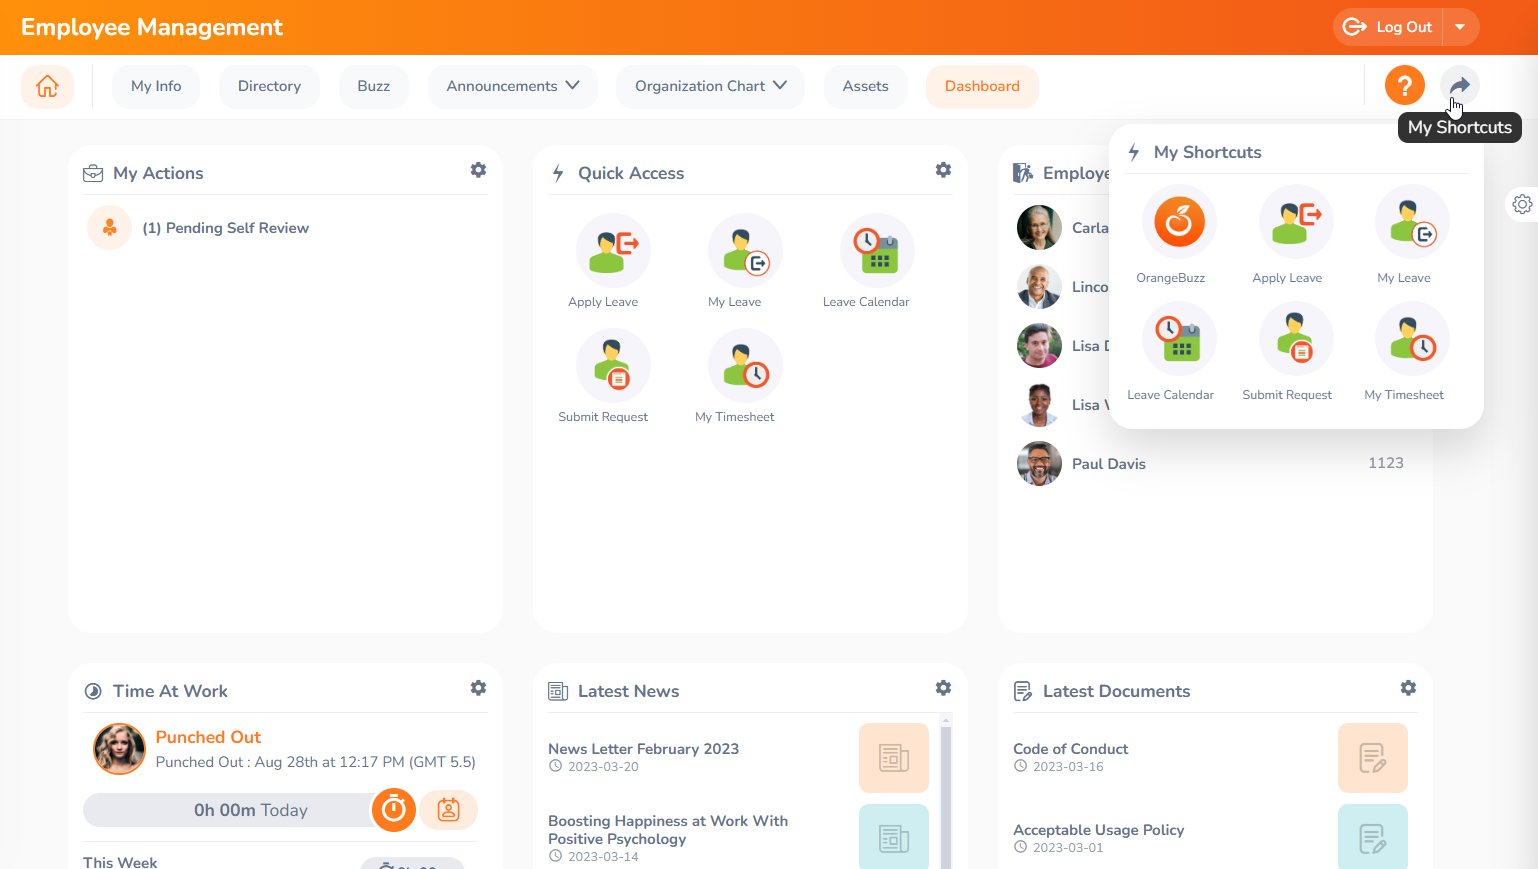 Employee Management
Log Out
My Info
Directory
Buzz
Announcements
Organization Chart
Assets
Dashboard
?
My Shortcuts
My Actions
(1) Pending Self Review
Quick Access
Apply Leave
My Leave
Leave Calendar
Submit Request
My Timesheet
Employe
Carla
Linco
Lisa
Lisa
Paul Davis
1123
My Shortcuts
OrangeBuzz
Apply Leave
My Leave
Leave Calendar
Submit Request
My Timesheet
Time At Work
Punched Out
Punched Out : Aug 28th at 12:17 PM (GMT 5.5)
0h 00m Today
This Week
Latest News
News Letter February 2023
2023-03-20
Boosting Happiness at Work With
Positive Psychology
2023-03-14
Latest Documents
Code of Conduct
2023-03-16
Acceptable Usage Policy
2023-03-01